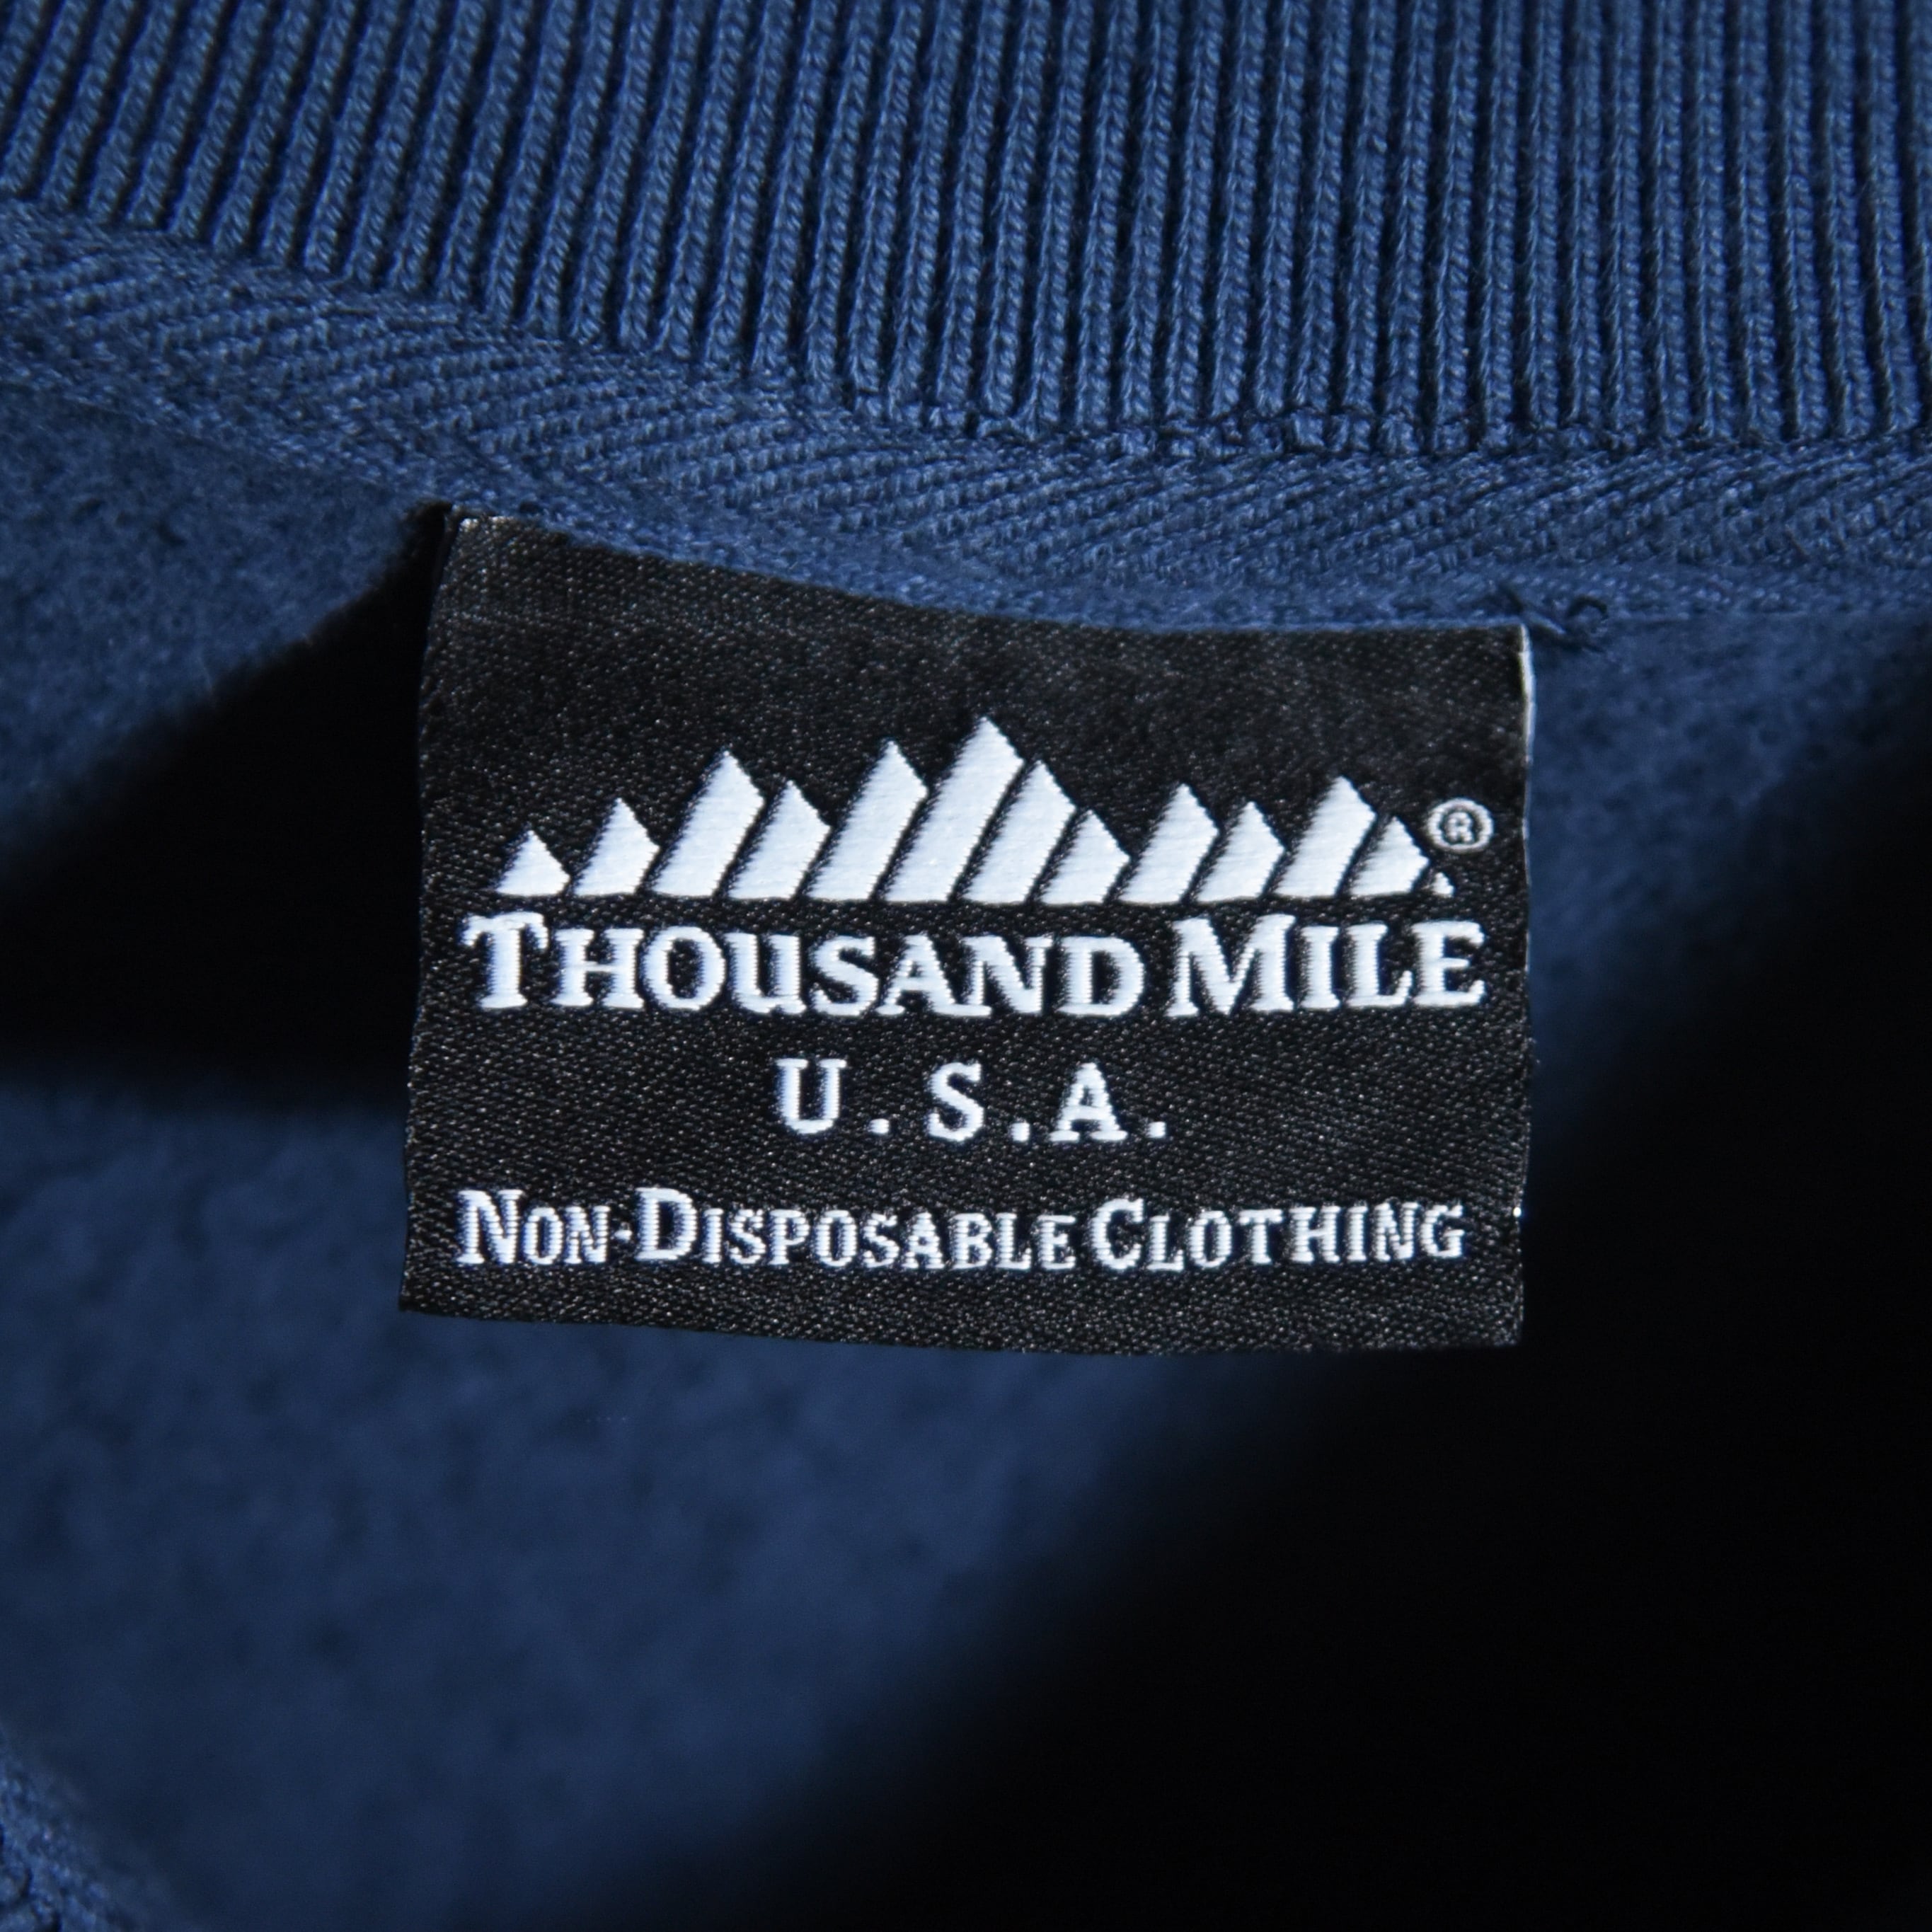 ®
THOUSAND MILE
U.S.A.
NON-DISPOSABLE CLOTHING